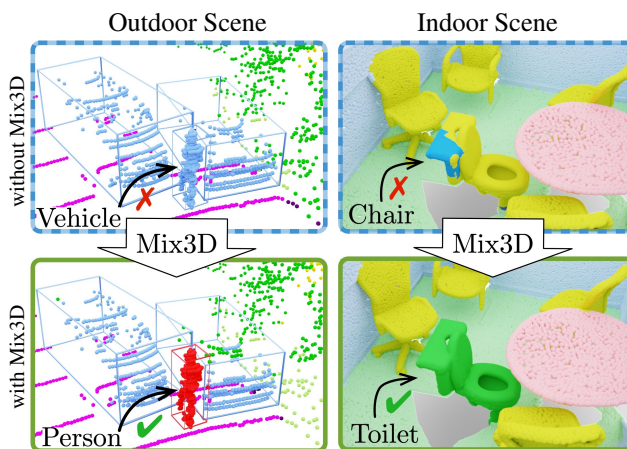 Outdoor Scene
Indoor Scene
without Mix3D
Vehicle
Chair
Mix3D
Mix3D
with Mix3D
Person
Toilet